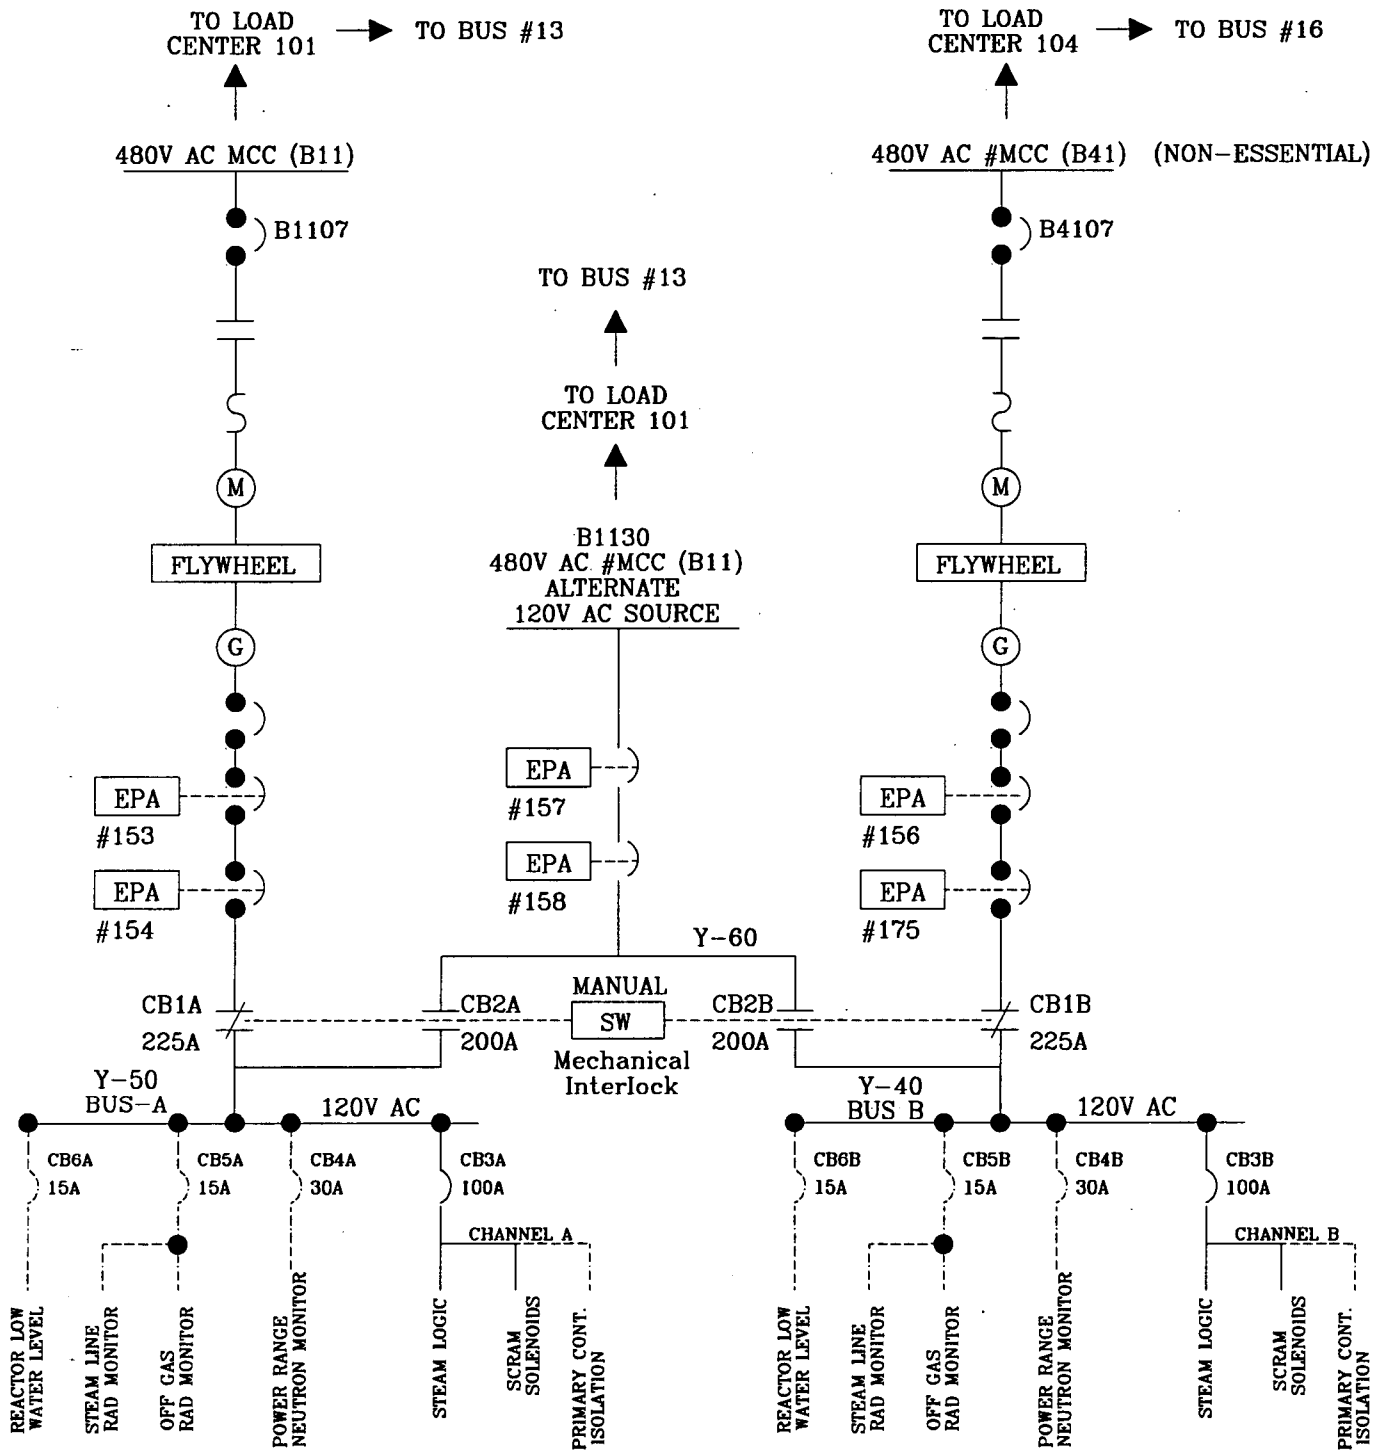 TO LOAD
CENTER 101
TO BUS #13
TO LOAD
CENTER 104
TO BUS #16
480V AC MCC (B11)
480V AC #MCC (B41) (NON-ESSENTIAL)
B1107
B4107
TO BUS #13
TO LOAD
CENTER 101
M
M
B1130
480V AC #MCC (B11)
ALTERNATE
120V AC SOURCE
FLYWHEEL
FLYWHEEL
G
G
EPA
#153
EPA
#157
EPA
#156
EPA
#154
EPA
#158
EPA
#175
Y-60
CB1A
225A
CB2A
200A
MANUAL
SW
Mechanical
Interlock
CB2B
200A
CB1B
225A
Y-50
BUS-A
120V AC
Y-40
BUS B
120V AC
CB6A
15A
CB5A
15A
CB4A
30A
CB3A
100A
CB6B
15A
CB5B
15A
CB4B
30A
CB3B
100A
CHANNEL A
CHANNEL B
REACTOR LOW
WATER LEVEL
STEAM LINE
RAD MONITOR
OFF GAS
RAD MONITOR
POWER RANGE
NEUTRON MONITOR
STEAM LOGIC
SCRAM
SOLENOIDS
PRIMARY CONT.
ISOLATION
REACTOR LOW
WATER LEVEL
STEAM LINE
RAD MONITOR
OFF GAS
RAD MONITOR
POWER RANGE
NEUTRON MONITOR
STEAM LOGIC
SCRAM
SOLENOIDS
PRIMARY CONT.
ISOLATION